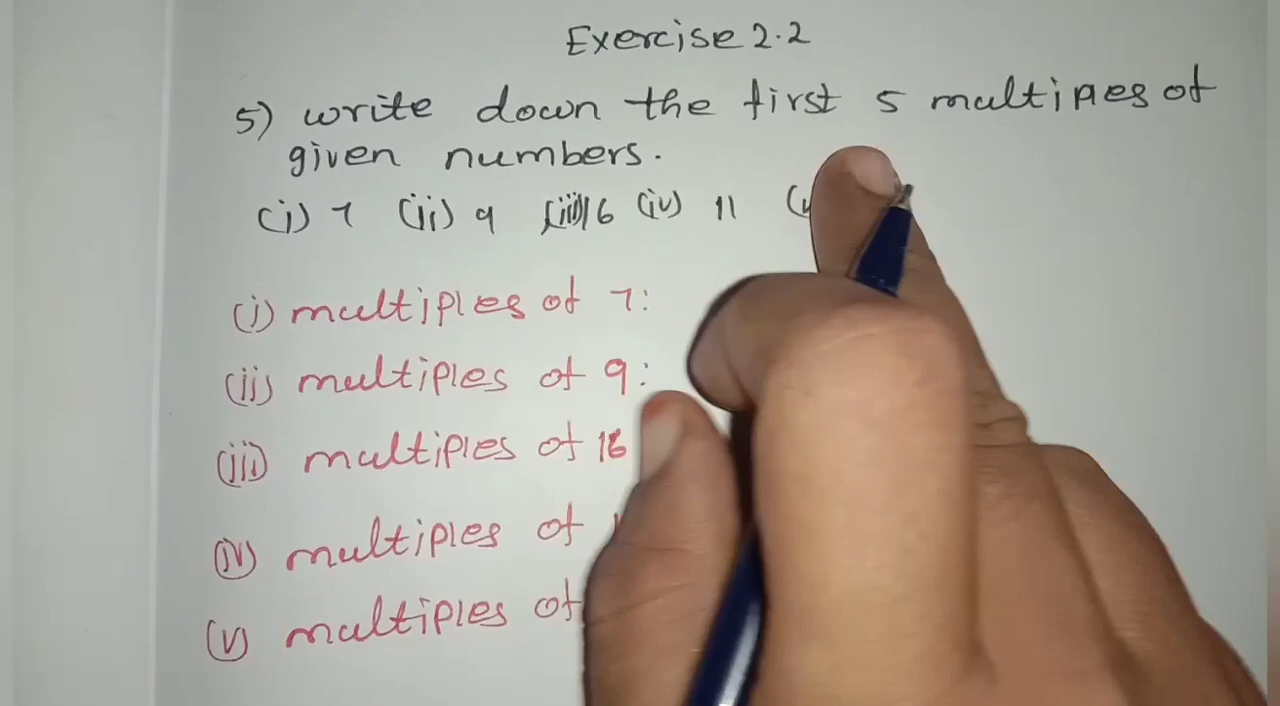 Exercise 2.2
5) write down the first 5 multiples of
given numbers.
(i) 7 (ii) 9 (iii) 16 (iv) 11
(i) multiples of 7:
(ii) multiples of 9:
(iii) multiples of 16
(iv) multiples of
(v) multiples of